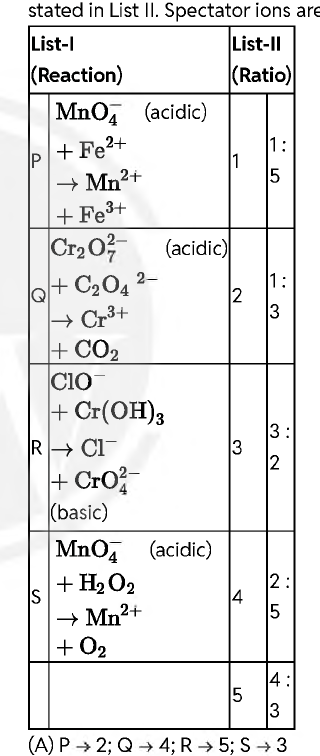 stated in List II. Spectator ions are
List-I
(Reaction)
List-II
(Ratio)
P
MnO₄⁻ (acidic)
+ Fe²⁺
→ Mn²⁺
+ Fe³⁺
1
1 :
5
Q
Cr₂O₇²⁻ (acidic)
+ C₂O₄ ²⁻
→ Cr³⁺
+ CO₂
2
1 :
3
R
ClO⁻
+ Cr(OH)₃
→ Cl⁻
+ CrO₄²⁻
(basic)
3
3 :
2
S
MnO₄⁻ (acidic)
+ H₂O₂
→ Mn²⁺
+ O₂
4
2 :
5
5
4 :
3
(A) P → 2; Q → 4; R → 5; S → 3